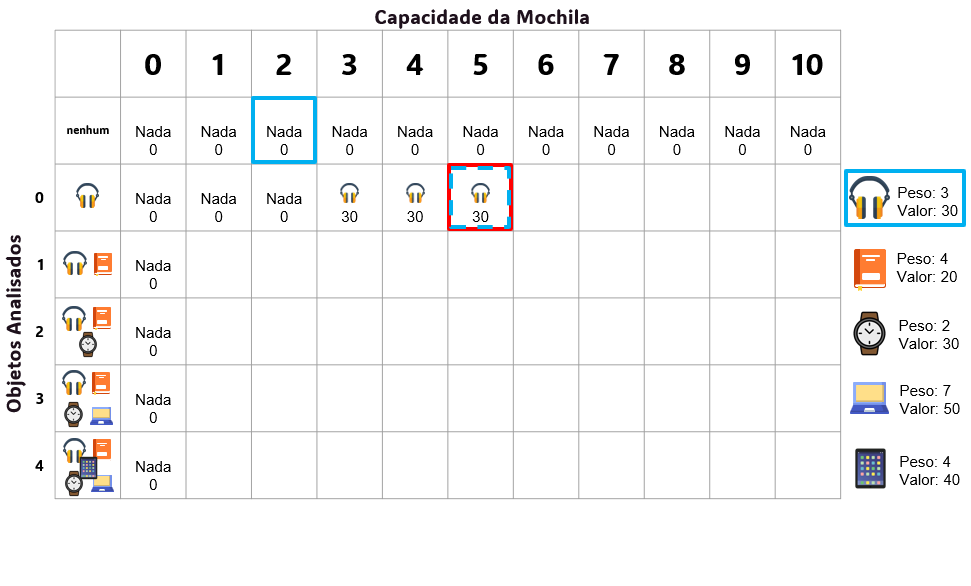 Capacidade da Mochila
0 1 2 3 4 5 6 7 8 9 10
nenhum
Nada Nada Nada Nada Nada Nada Nada Nada Nada Nada Nada
0 0 0 0 0 0 0 0 0 0 0
0
Nada Nada Nada
0 0 0 30 30 30
Peso: 3
Valor: 30
1
Nada
0
Peso: 4
Valor: 20
2
Nada
0
Peso: 2
Valor: 30
3
Nada
0
Peso: 7
Valor: 50
4
Nada
0
Peso: 4
Valor: 40
Objetos Analisados